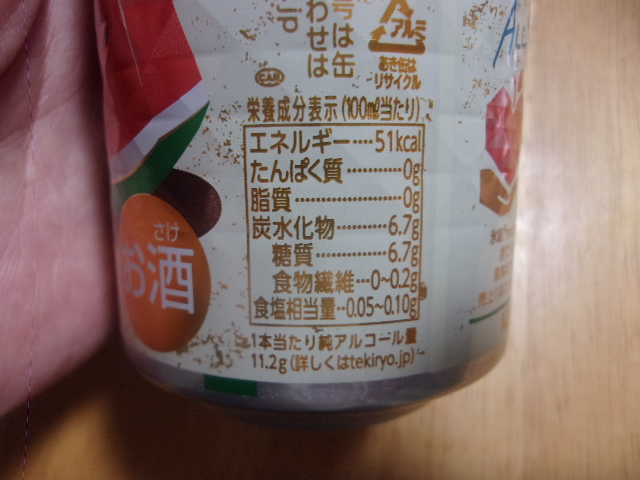 号は缶
わせは
アルミ
あき缶は
リサイクル
栄養成分表示(100㎖当たり)
エネルギー…51kcal
たんぱく質………0g
脂質……………0g
炭水化物………6.7g
糖質…………6.7g
食物繊維…0~0.2g
食塩相当量…0.05~0.10g
1本当たり純アルコール量
11.2g(詳しくはtekiryo.jp)
さけ
お酒